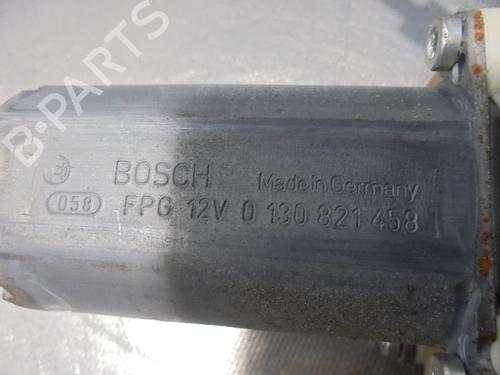 B-PARTS
BOSCH Made in Germany
058 FPG 12V 0 130 821 458